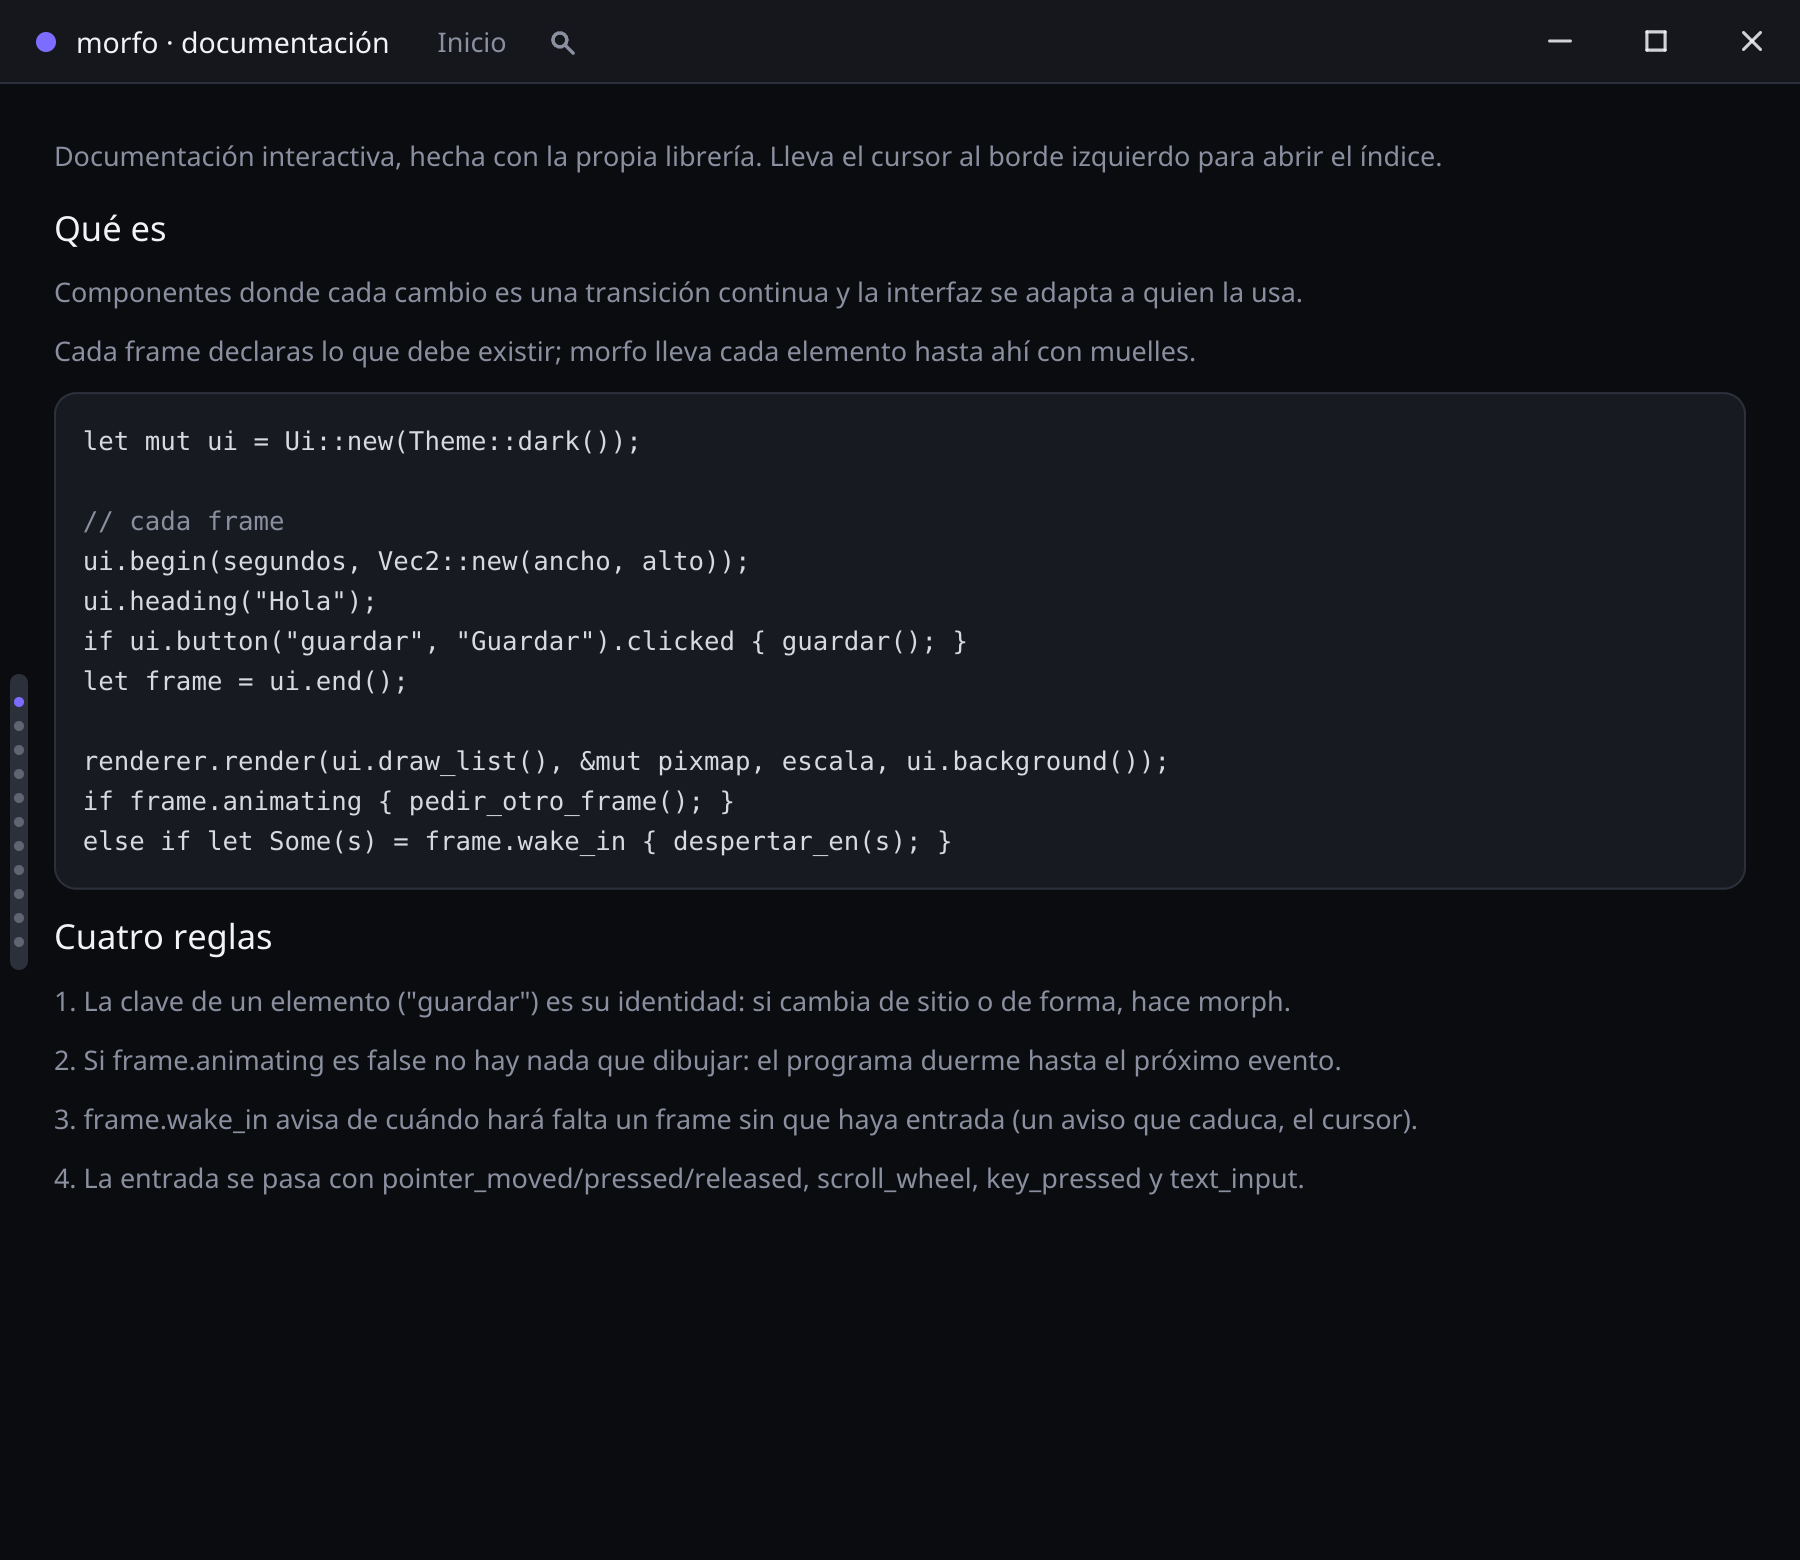 morfo · documentación
Inicio
Documentación interactiva, hecha con la propia librería. Lleva el cursor al borde izquierdo para abrir el índice.
Qué es
Componentes donde cada cambio es una transición continua y la interfaz se adapta a quien la usa.
Cada frame declaras lo que debe existir; morfo lleva cada elemento hasta ahí con muelles.
let mut ui = Ui::new(Theme::dark());
// cada frame
ui.begin(segundos, Vec2::new(ancho, alto));
ui.heading("Hola");
if ui.button("guardar", "Guardar").clicked { guardar(); }
let frame = ui.end();
renderer.render(ui.draw_list(), &mut pixmap, escala, ui.background());
if frame.animating { pedir_otro_frame(); }
else if let Some(s) = frame.wake_in { despertar_en(s); }
Cuatro reglas
1. La clave de un elemento ("guardar") es su identidad: si cambia de sitio o de forma, hace morph.
2. Si frame.animating es false no hay nada que dibujar: el programa duerme hasta el próximo evento.
3. frame.wake_in avisa de cuándo hará falta un frame sin que haya entrada (un aviso que caduca, el cursor).
4. La entrada se pasa con pointer_moved/pressed/released, scroll_wheel, key_pressed y text_input.